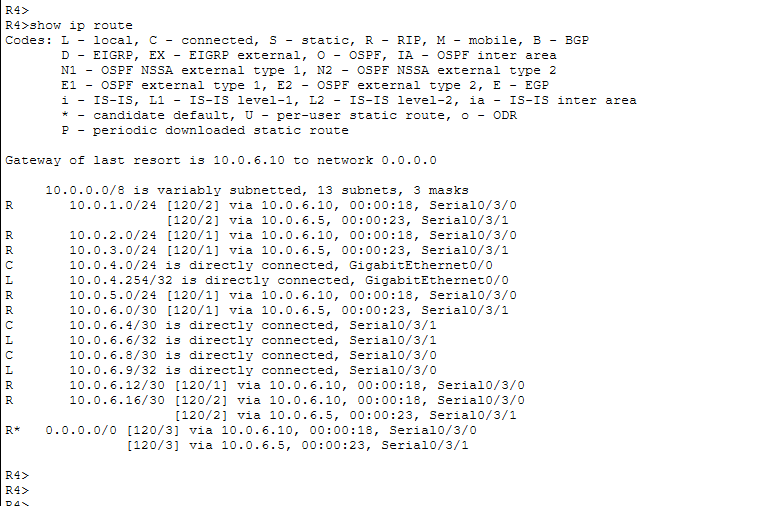 R4>
R4>show ip route
Codes: L - local, C - connected, S - static, R - RIP, M - mobile, B - BGP
       D - EIGRP, EX - EIGRP external, O - OSPF, IA - OSPF inter area
       N1 - OSPF NSSA external type 1, N2 - OSPF NSSA external type 2
       E1 - OSPF external type 1, E2 - OSPF external type 2, E - EGP
       i - IS-IS, L1 - IS-IS level-1, L2 - IS-IS level-2, ia - IS-IS inter area
       * - candidate default, U - per-user static route, o - ODR
       P - periodic downloaded static route
Gateway of last resort is 10.0.6.10 to network 0.0.0.0
     10.0.0.0/8 is variably subnetted, 13 subnets, 3 masks
R       10.0.1.0/24 [120/2] via 10.0.6.10, 00:00:18, Serial0/3/0
                    [120/2] via 10.0.6.5, 00:00:23, Serial0/3/1
R       10.0.2.0/24 [120/1] via 10.0.6.10, 00:00:18, Serial0/3/0
R       10.0.3.0/24 [120/1] via 10.0.6.5, 00:00:23, Serial0/3/1
C       10.0.4.0/24 is directly connected, GigabitEthernet0/0
L       10.0.4.254/32 is directly connected, GigabitEthernet0/0
R       10.0.5.0/24 [120/1] via 10.0.6.10, 00:00:18, Serial0/3/0
R       10.0.6.0/30 [120/1] via 10.0.6.5, 00:00:23, Serial0/3/1
C       10.0.6.4/30 is directly connected, Serial0/3/1
L       10.0.6.6/32 is directly connected, Serial0/3/1
C       10.0.6.8/30 is directly connected, Serial0/3/0
L       10.0.6.9/32 is directly connected, Serial0/3/0
R       10.0.6.12/30 [120/1] via 10.0.6.10, 00:00:18, Serial0/3/0
R       10.0.6.16/30 [120/2] via 10.0.6.10, 00:00:18, Serial0/3/0
                     [120/2] via 10.0.6.5, 00:00:23, Serial0/3/1
R*   0.0.0.0/0 [120/3] via 10.0.6.10, 00:00:18, Serial0/3/0
               [120/3] via 10.0.6.5, 00:00:23, Serial0/3/1
R4>
R4>
R4>